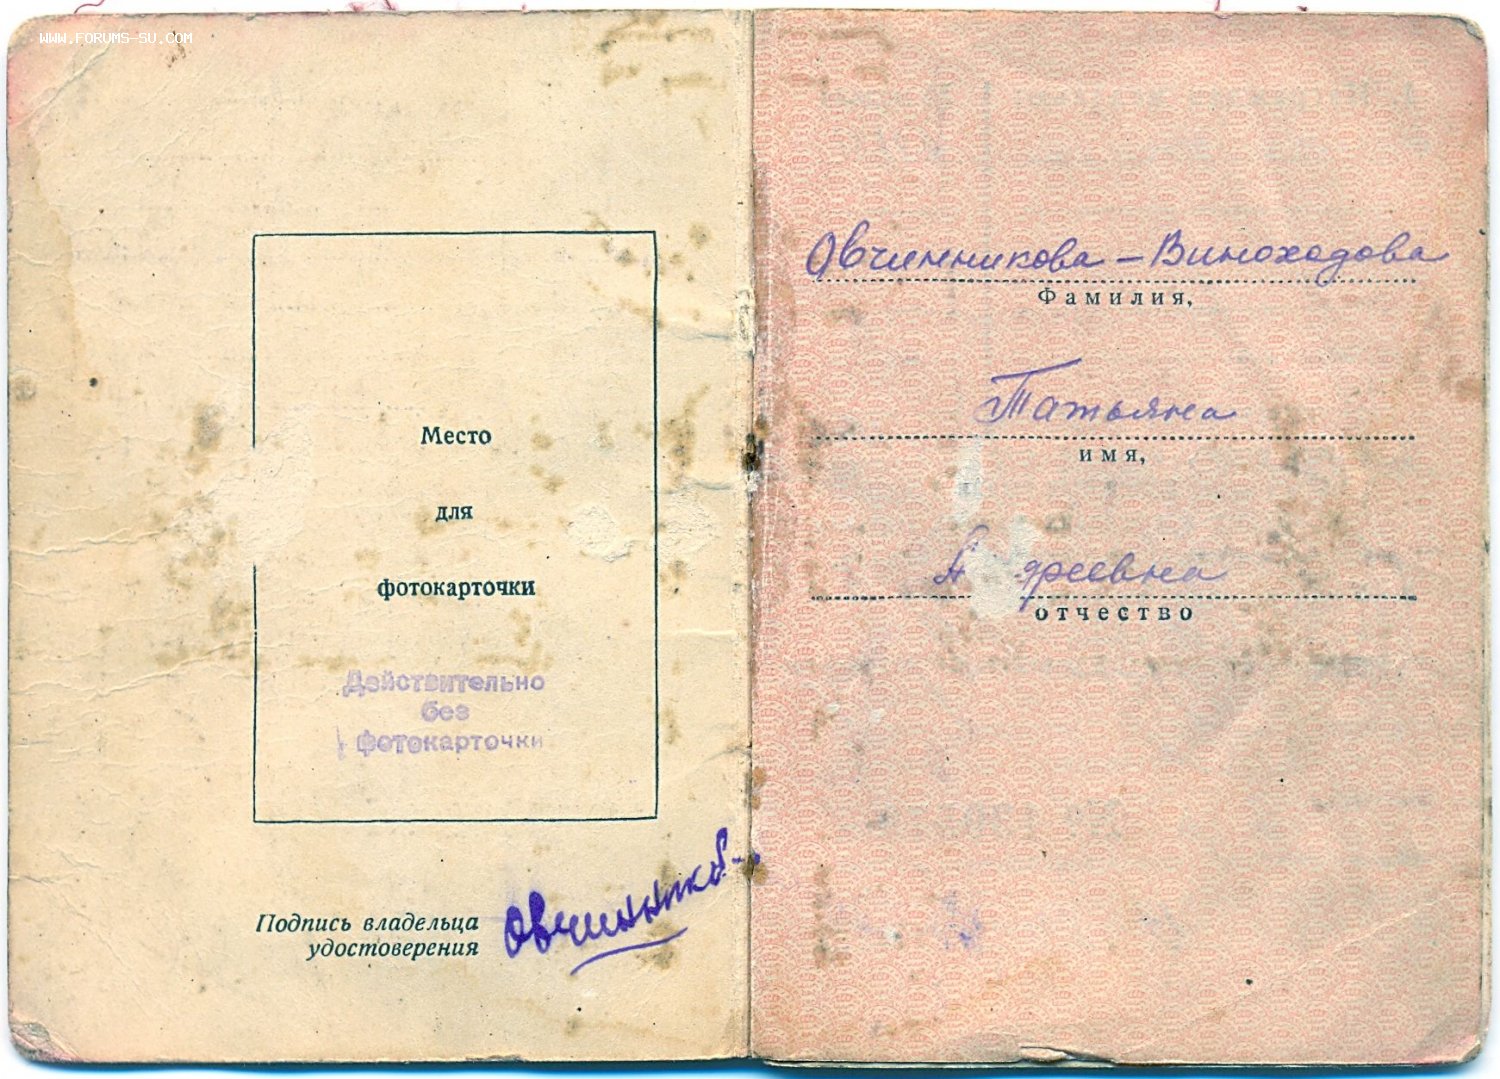 WWW.FORUMS-SU.COM
Место
для
фотокарточки
Действительно
без
фотокарточки
Подпись владельца
удостоверения
Овчинников
Овчинникова-Виноходова
Фамилия,
Татьяна
имя,
отчество